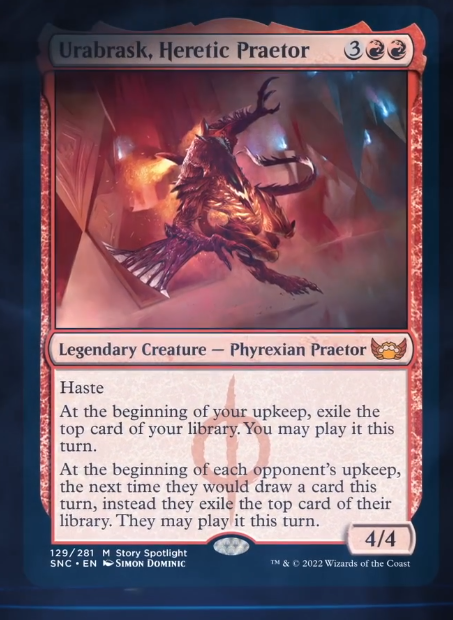 Urabrask, Heretic Praetor 3
Legendary Creature — Phyrexian Praetor
Haste
At the beginning of your upkeep, exile the
top card of your library. You may play it this
turn.
At the beginning of each opponent's upkeep,
the next time they would draw a card this
turn, instead they exile the top card of their
library. They may play it this turn.
4/4
129/281 M Story Spotlight
SNC • EN Simon Dominic
™ & © 2022 Wizards of the Coast